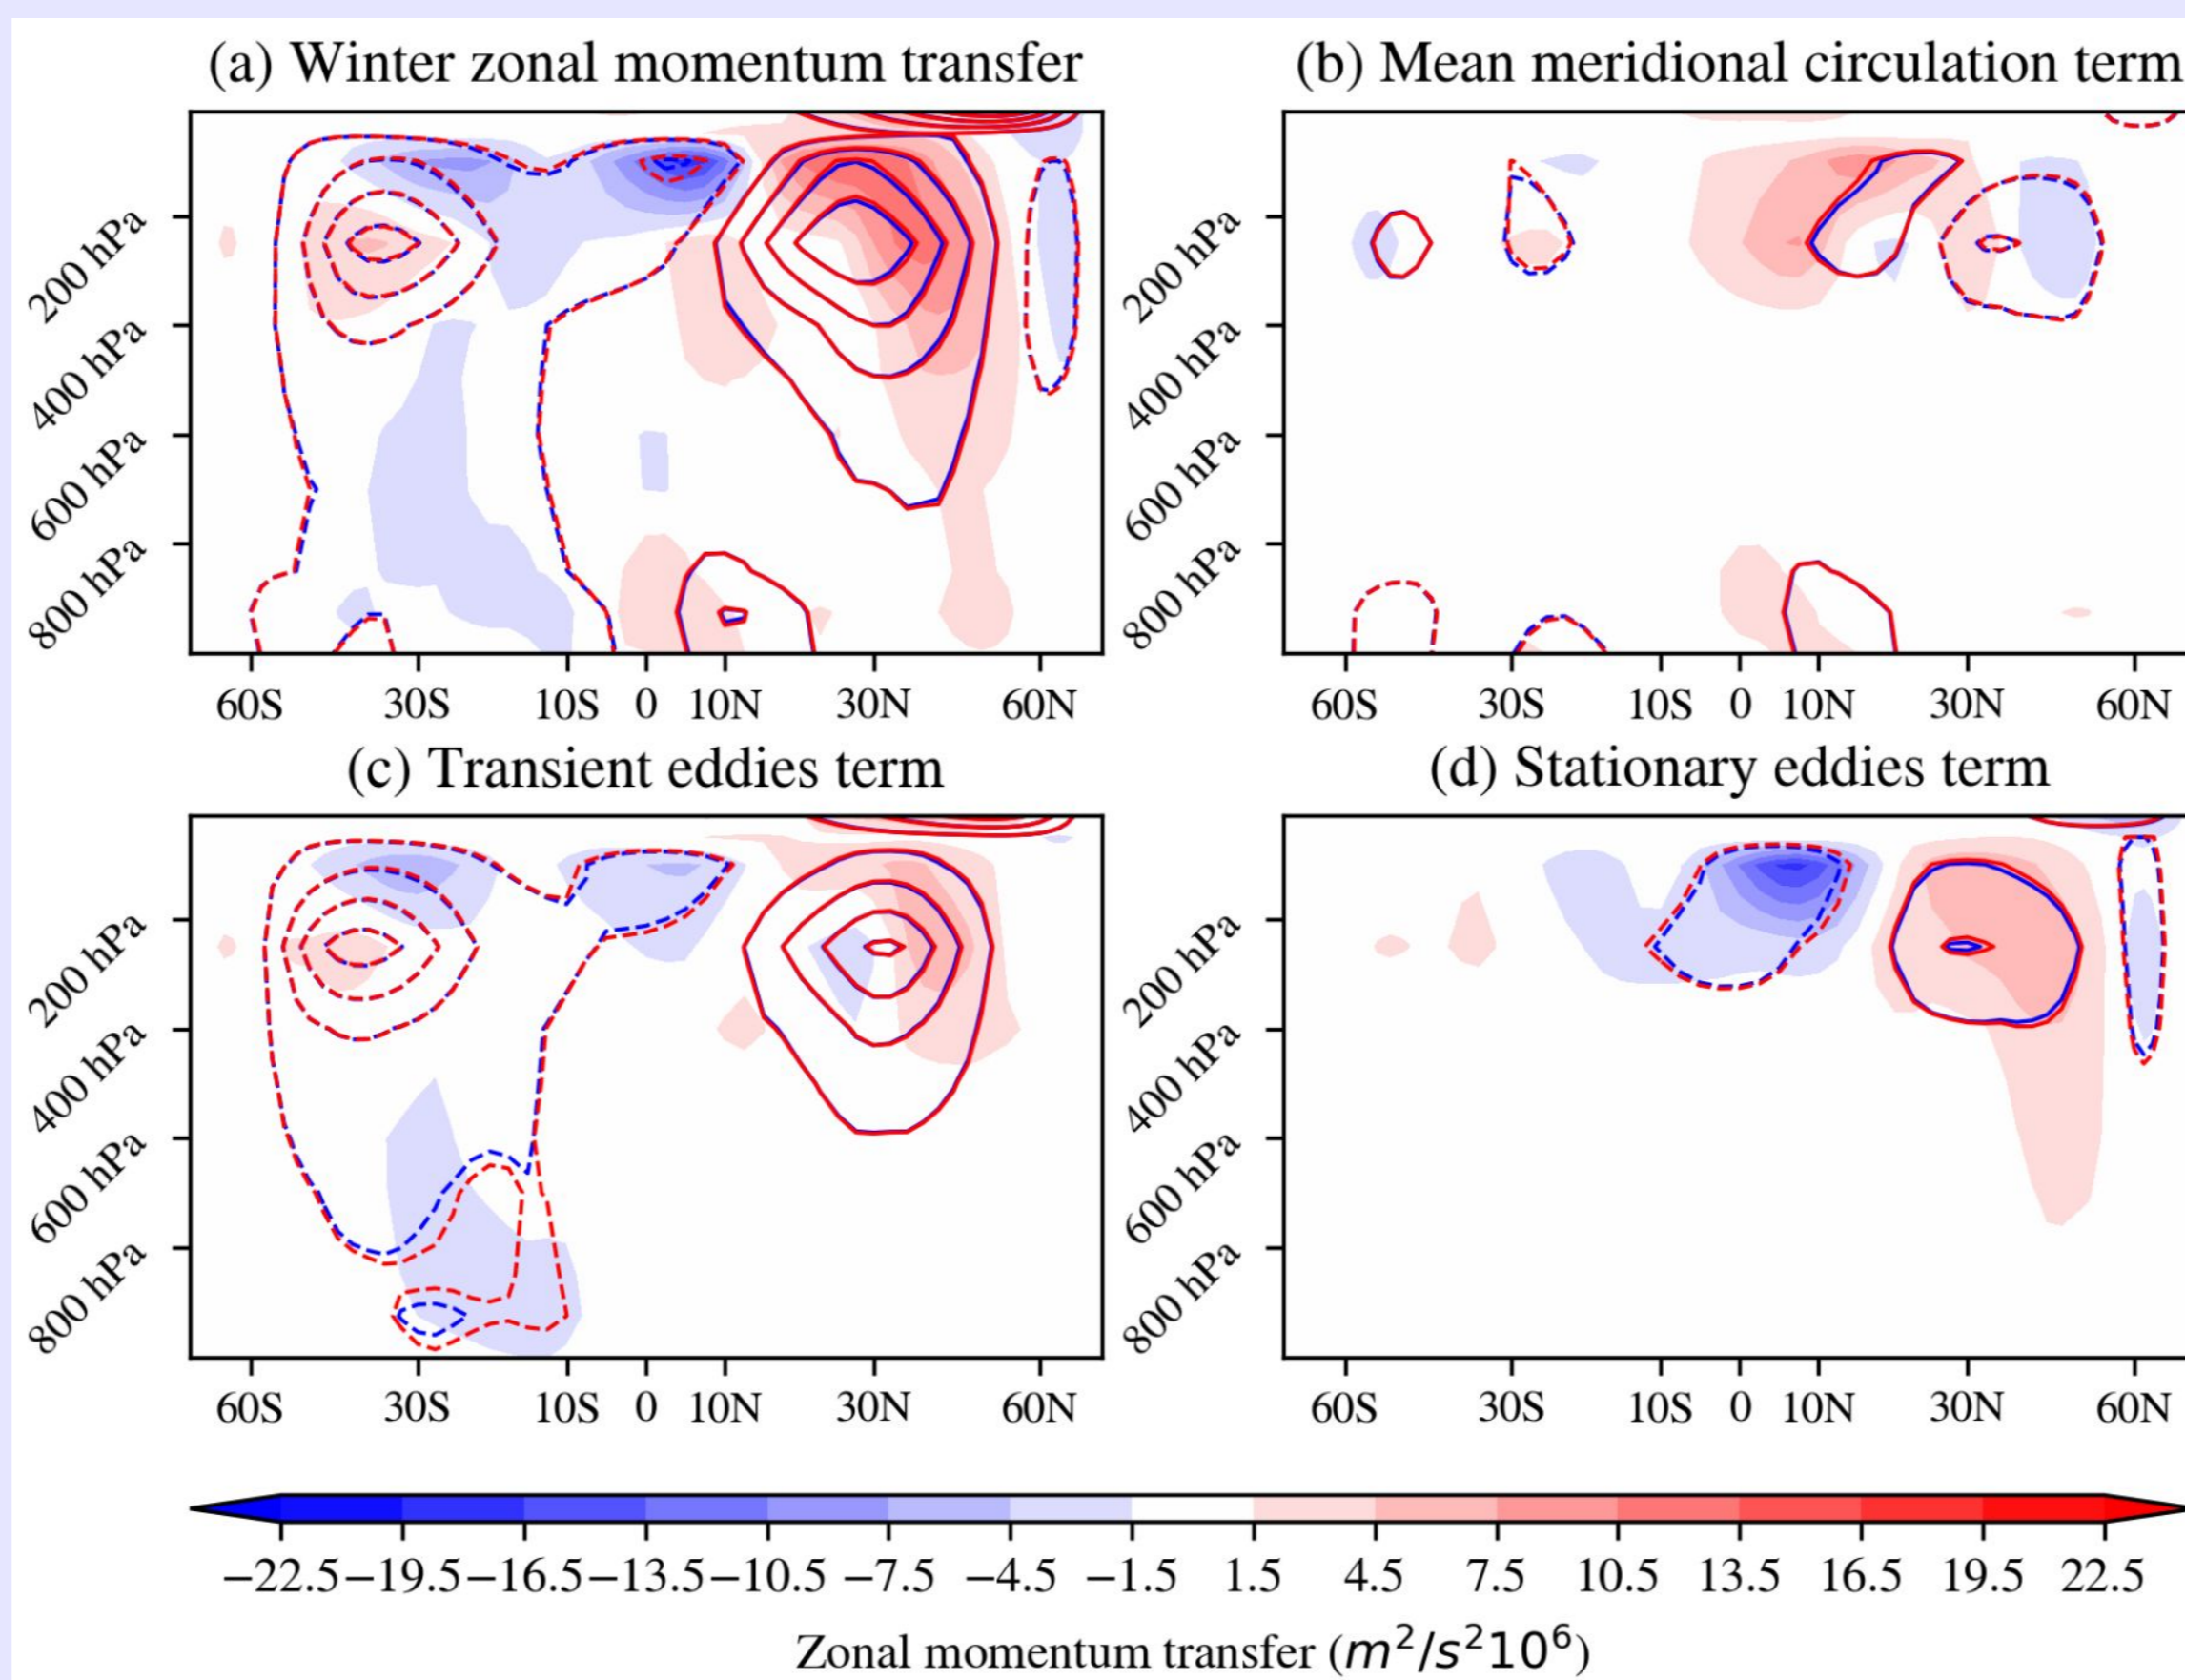 (a) Winter zonal momentum transfer
200 hPa
400 hPa
600 hPa
800 hPa
60S 30S 10S 0 10N 30N 60N
(b) Mean meridional circulation term
200 hPa
400 hPa
600 hPa
800 hPa
60S 30S 10S 0 10N 30N 60N
(c) Transient eddies term
200 hPa
400 hPa
600 hPa
800 hPa
60S 30S 10S 0 10N 30N 60N
(d) Stationary eddies term
200 hPa
400 hPa
600 hPa
800 hPa
60S 30S 10S 0 10N 30N 60N
−22.5 −19.5 −16.5 −13.5 −10.5 −7.5 −4.5 −1.5 1.5 4.5 7.5 10.5 13.5 16.5 19.5 22.5
Zonal momentum transfer (m²/s²10⁶)